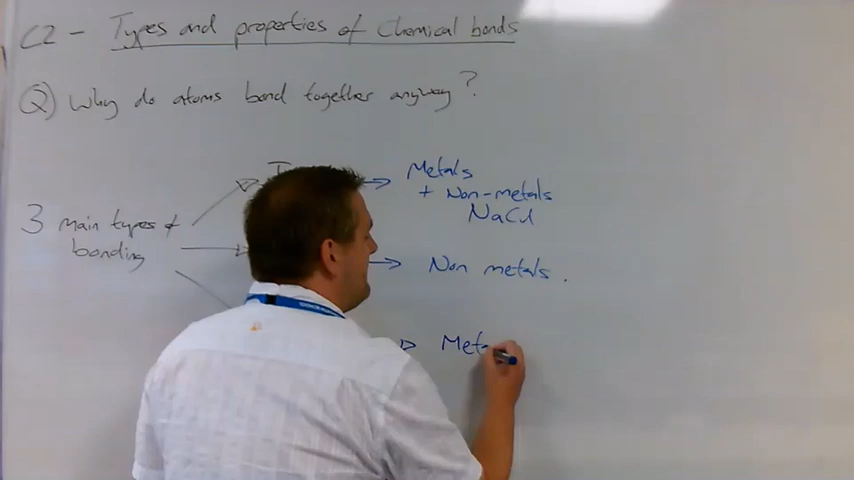 C2 - Types and properties of Chemical bonds
Q) Why do atoms bond together anyway?
Metals
+ Non-metals
NaCl
3 main types of
bonding
Non metals.